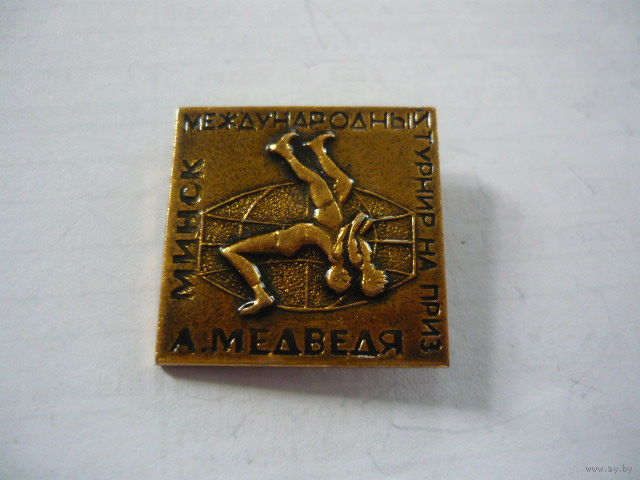 МЕЖДУНАРОДНЫЙ
ТУРНИР НА ПРИЗ
А.МЕДВЕДЯ
МИНСК
www.ay.by